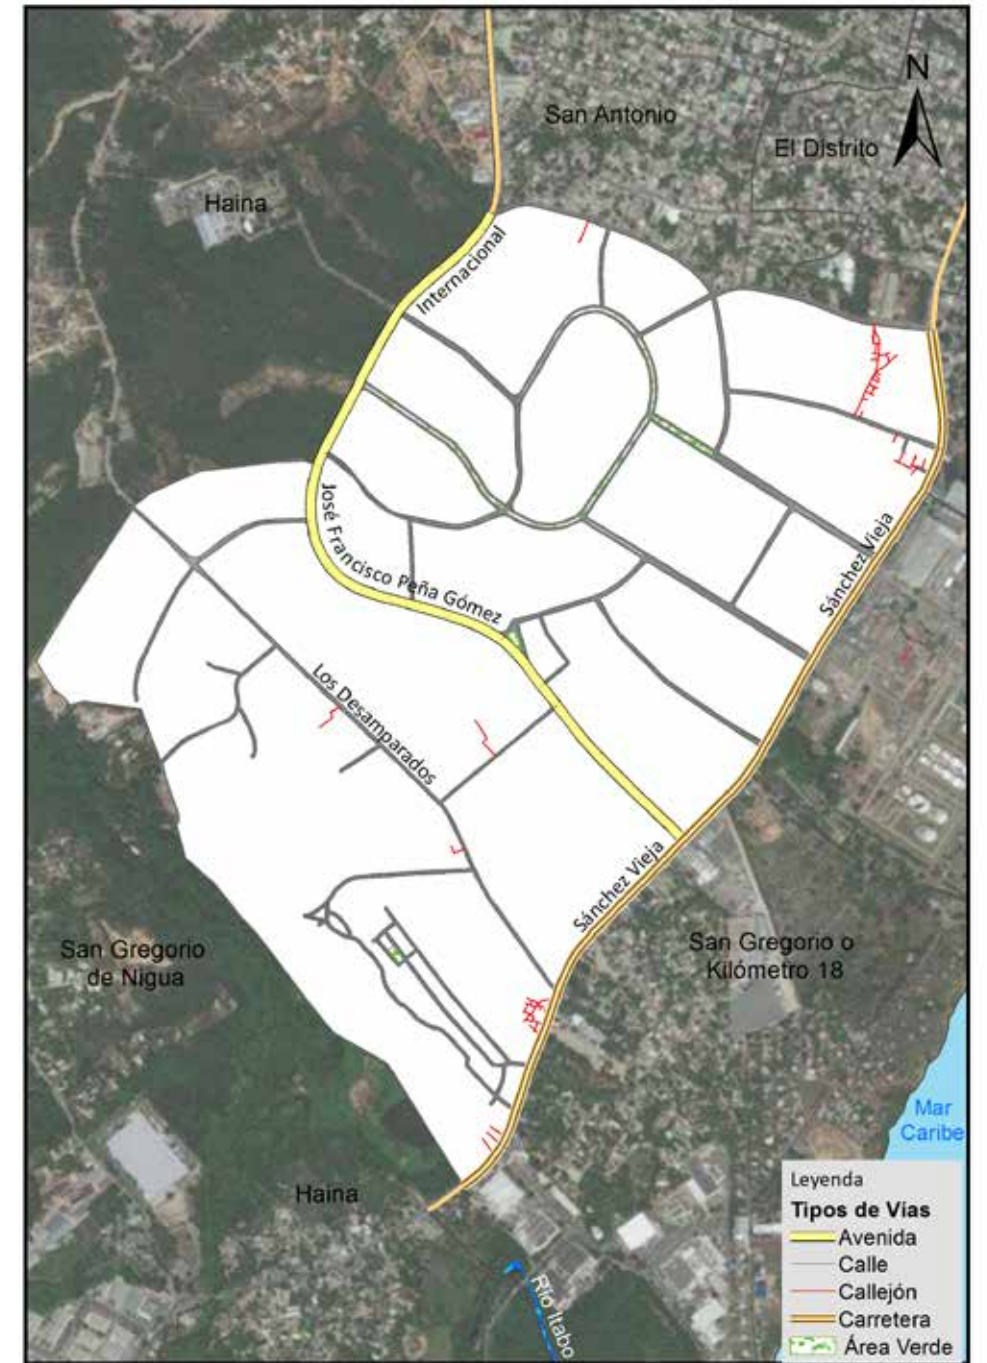 San Antonio
N
El Distrito
Haina
Internacional
José Francisco Peña Gómez
Sánchez Vieja
Los Desamparados
Sánchez Vieja
San Gregorio
de Nigua
San Gregorio o
Kilómetro 18
Mar
Caribe
Haina
Río Itabo
Leyenda
Tipos de Vías
Avenida
Calle
Callejón
Carretera
Área Verde